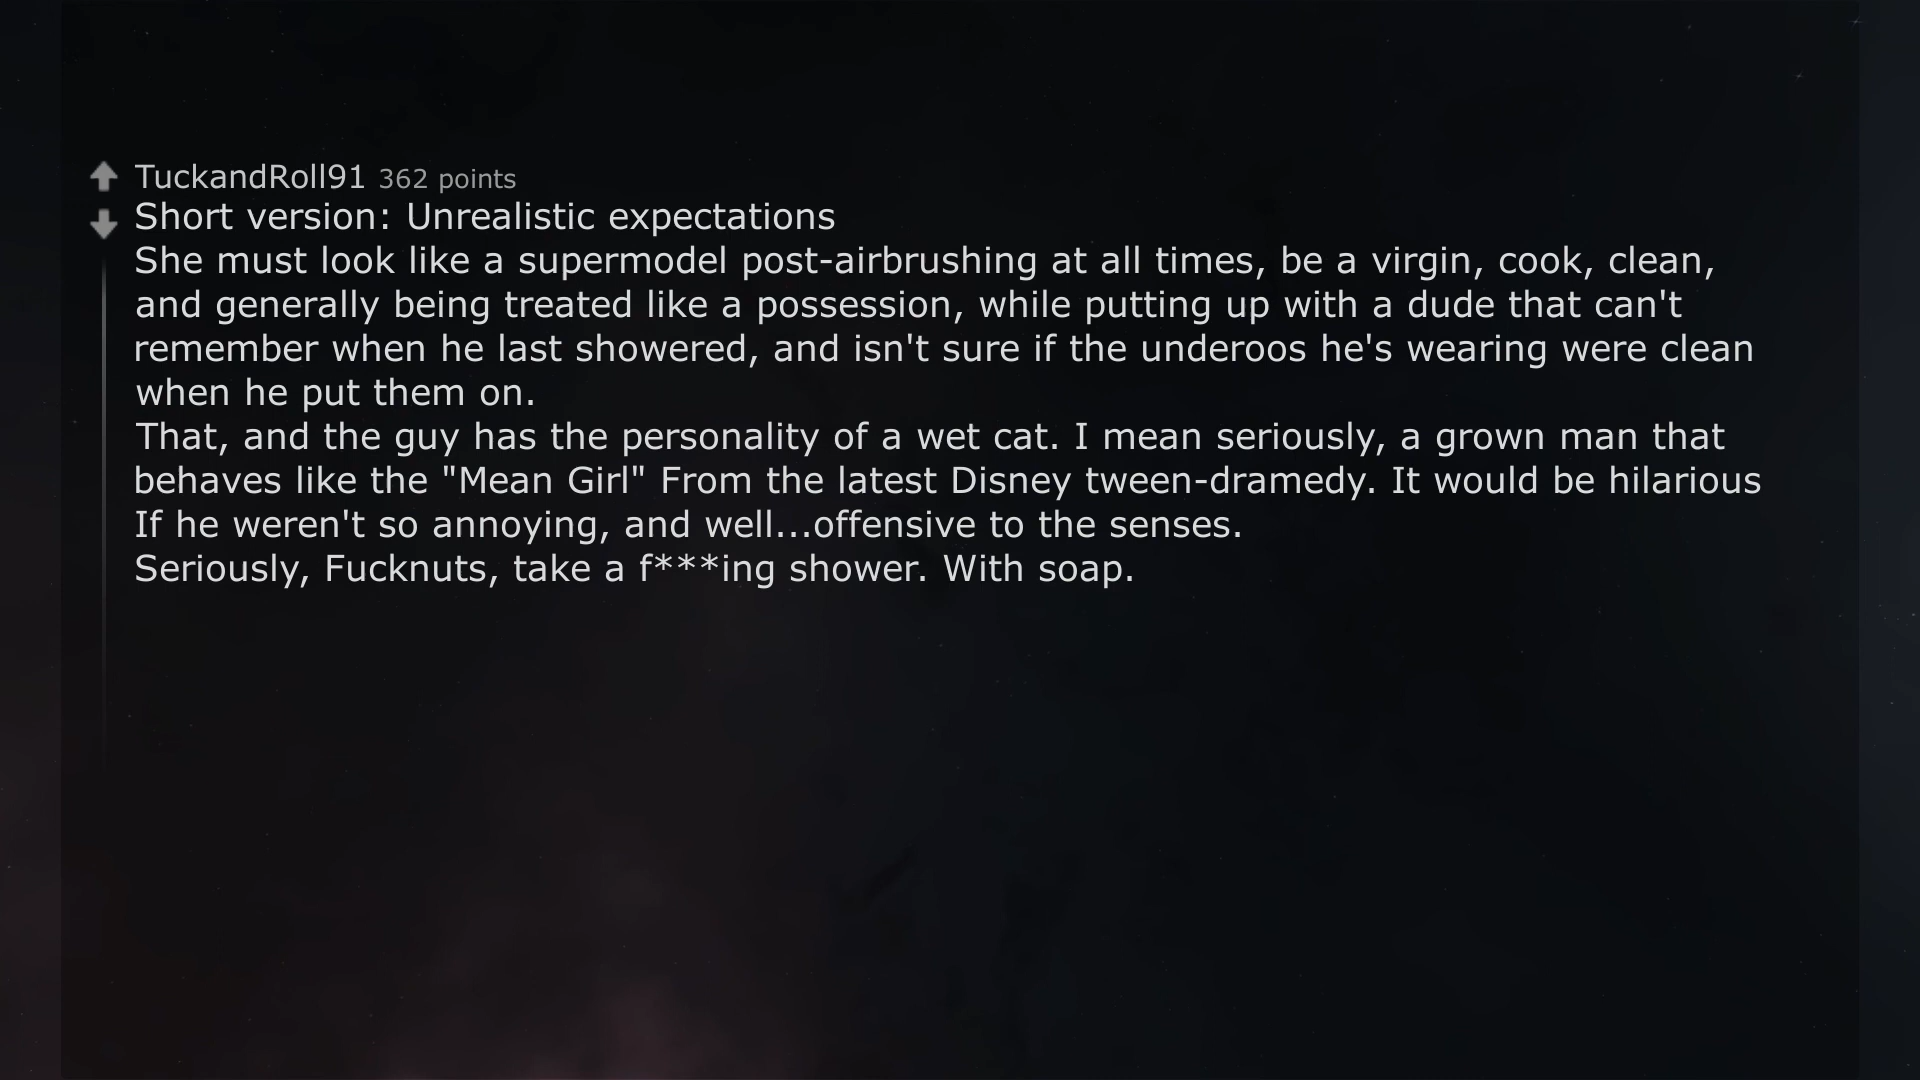 TuckandRoll91 362 points
Short version: Unrealistic expectations
She must look like a supermodel post-airbrushing at all times, be a virgin, cook, clean,
and generally being treated like a possession, while putting up with a dude that can't
remember when he last showered, and isn't sure if the underoos he's wearing were clean
when he put them on.
That, and the guy has the personality of a wet cat. I mean seriously, a grown man that
behaves like the "Mean Girl" From the latest Disney tween-dramedy. It would be hilarious
If he weren't so annoying, and well...offensive to the senses.
Seriously, Fucknuts, take a f***ing shower. With soap.